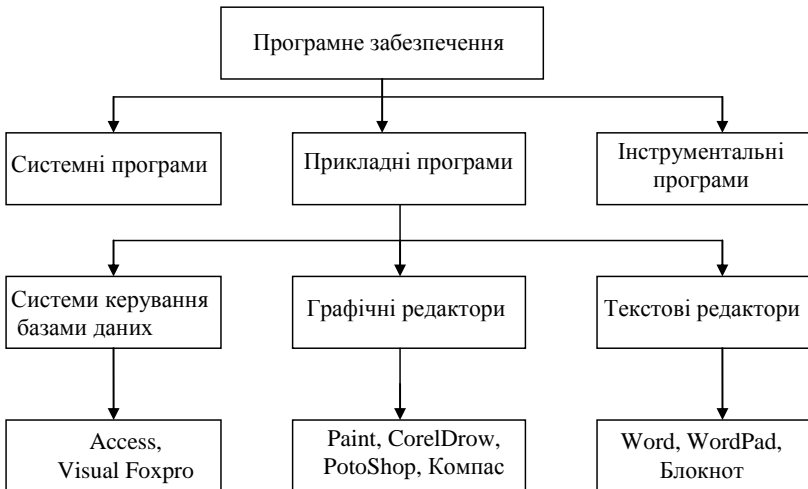 Програмне забезпечення
Системні програми
Прикладні програми
Інструментальні
програми
Системи керування
базами даних
Графічні редактори
Текстові редактори
Access,
Visual Foxpro
Paint, CorelDrow,
PotoShop, Компас
Word, WordPad,
Блокнот